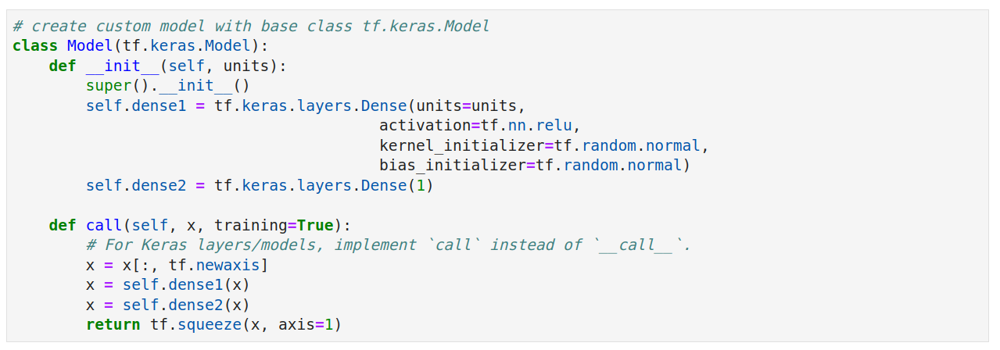 # create custom model with base class tf.keras.Model
class Model(tf.keras.Model):
    def __init__(self, units):
        super().__init__()
        self.dense1 = tf.keras.layers.Dense(units=units,
                                        activation=tf.nn.relu,
                                        kernel_initializer=tf.random.normal,
                                        bias_initializer=tf.random.normal)
        self.dense2 = tf.keras.layers.Dense(1)

    def call(self, x, training=True):
        # For Keras layers/models, implement `call` instead of `__call__`.
        x = x[:, tf.newaxis]
        x = self.dense1(x)
        x = self.dense2(x)
        return tf.squeeze(x, axis=1)